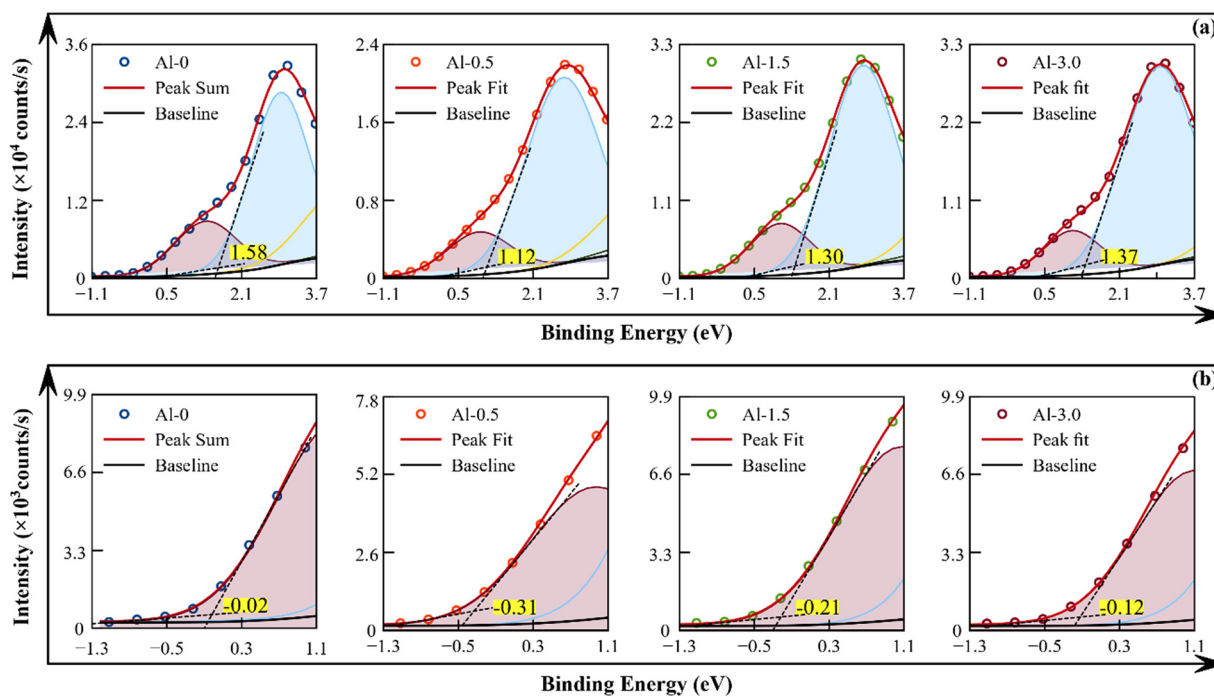 (a)
Intensity (×10⁴ counts/s)
3.6 2.4 1.2 0
Al-0
Peak Sum
Baseline
1.58
−1.1 0.5 2.1 3.7
2.4 1.6 0.8 0
Al-0.5
Peak Fit
Baseline
1.12
−1.1 0.5 2.1 3.7
3.3 2.2 1.1 0
Al-1.5
Peak Fit
Baseline
1.30
−1.1 0.5 2.1 3.7
3.3 2.2 1.1 0
Al-3.0
Peak fit
Baseline
1.37
−1.1 0.5 2.1 3.7
Binding Energy (eV)
(b)
Intensity (×10³ counts/s)
9.9 6.6 3.3 0
Al-0
Peak Sum
Baseline
-0.02
−1.3 −0.5 0.3 1.1
7.8 5.2 2.6 0
Al-0.5
Peak Fit
Baseline
-0.31
−1.3 −0.5 0.3 1.1
9.9 6.6 3.3 0
Al-1.5
Peak Fit
Baseline
-0.21
−1.3 −0.5 0.3 1.1
9.9 6.6 3.3 0
Al-3.0
Peak fit
Baseline
-0.12
−1.3 −0.5 0.3 1.1
Binding Energy (eV)